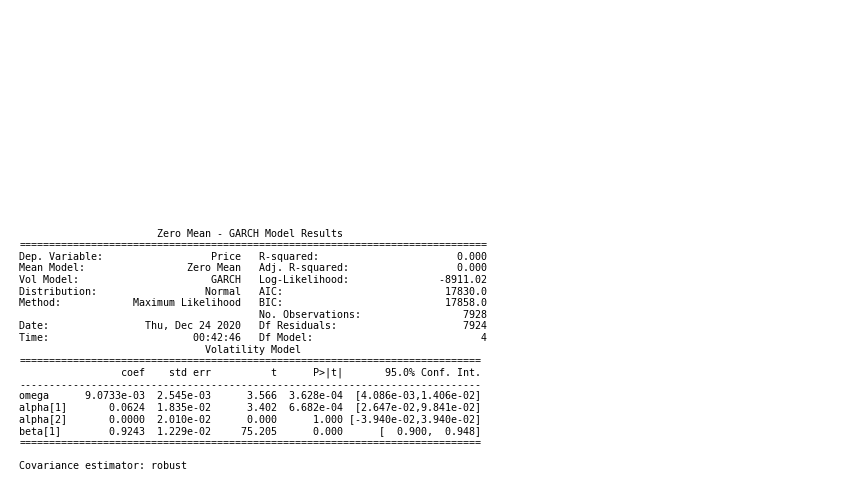 Zero Mean - GARCH Model Results
==============================================================================
Dep. Variable:                  Price   R-squared:                       0.000
Mean Model:                 Zero Mean   Adj. R-squared:                  0.000
Vol Model:                      GARCH   Log-Likelihood:               -8911.02
Distribution:                  Normal   AIC:                           17830.0
Method:            Maximum Likelihood   BIC:                           17858.0
                                        No. Observations:                 7928
Date:                Thu, Dec 24 2020   Df Residuals:                     7924
Time:                        00:42:46   Df Model:                            4
                               Volatility Model
=============================================================================
                 coef    std err          t      P>|t|       95.0% Conf. Int.
-----------------------------------------------------------------------------
omega      9.0733e-03  2.545e-03      3.566  3.628e-04  [4.086e-03,1.406e-02]
alpha[1]       0.0624  1.835e-02      3.402  6.682e-04  [2.647e-02,9.841e-02]
alpha[2]       0.0000  2.010e-02      0.000      1.000 [-3.940e-02,3.940e-02]
beta[1]        0.9243  1.229e-02     75.205      0.000      [  0.900,  0.948]
=============================================================================
Covariance estimator: robust